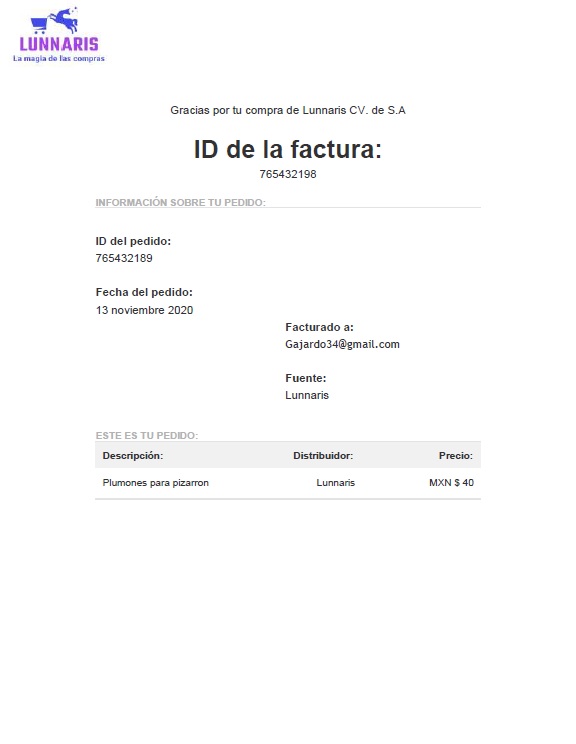 LUNNARIS
La magia de las compras
Gracias por tu compra de Lunnaris CV. de S.A
ID de la factura:
765432198
INFORMACIÓN SOBRE TU PEDIDO:
ID del pedido:
765432189
Fecha del pedido:
13 noviembre 2020
Facturado a:
Gajardo34@gmail.com
Fuente:
Lunnaris
ESTE ES TU PEDIDO:
Descripción: Distribuidor: Precio:
Plumones para pizarron Lunnaris MXN $ 40